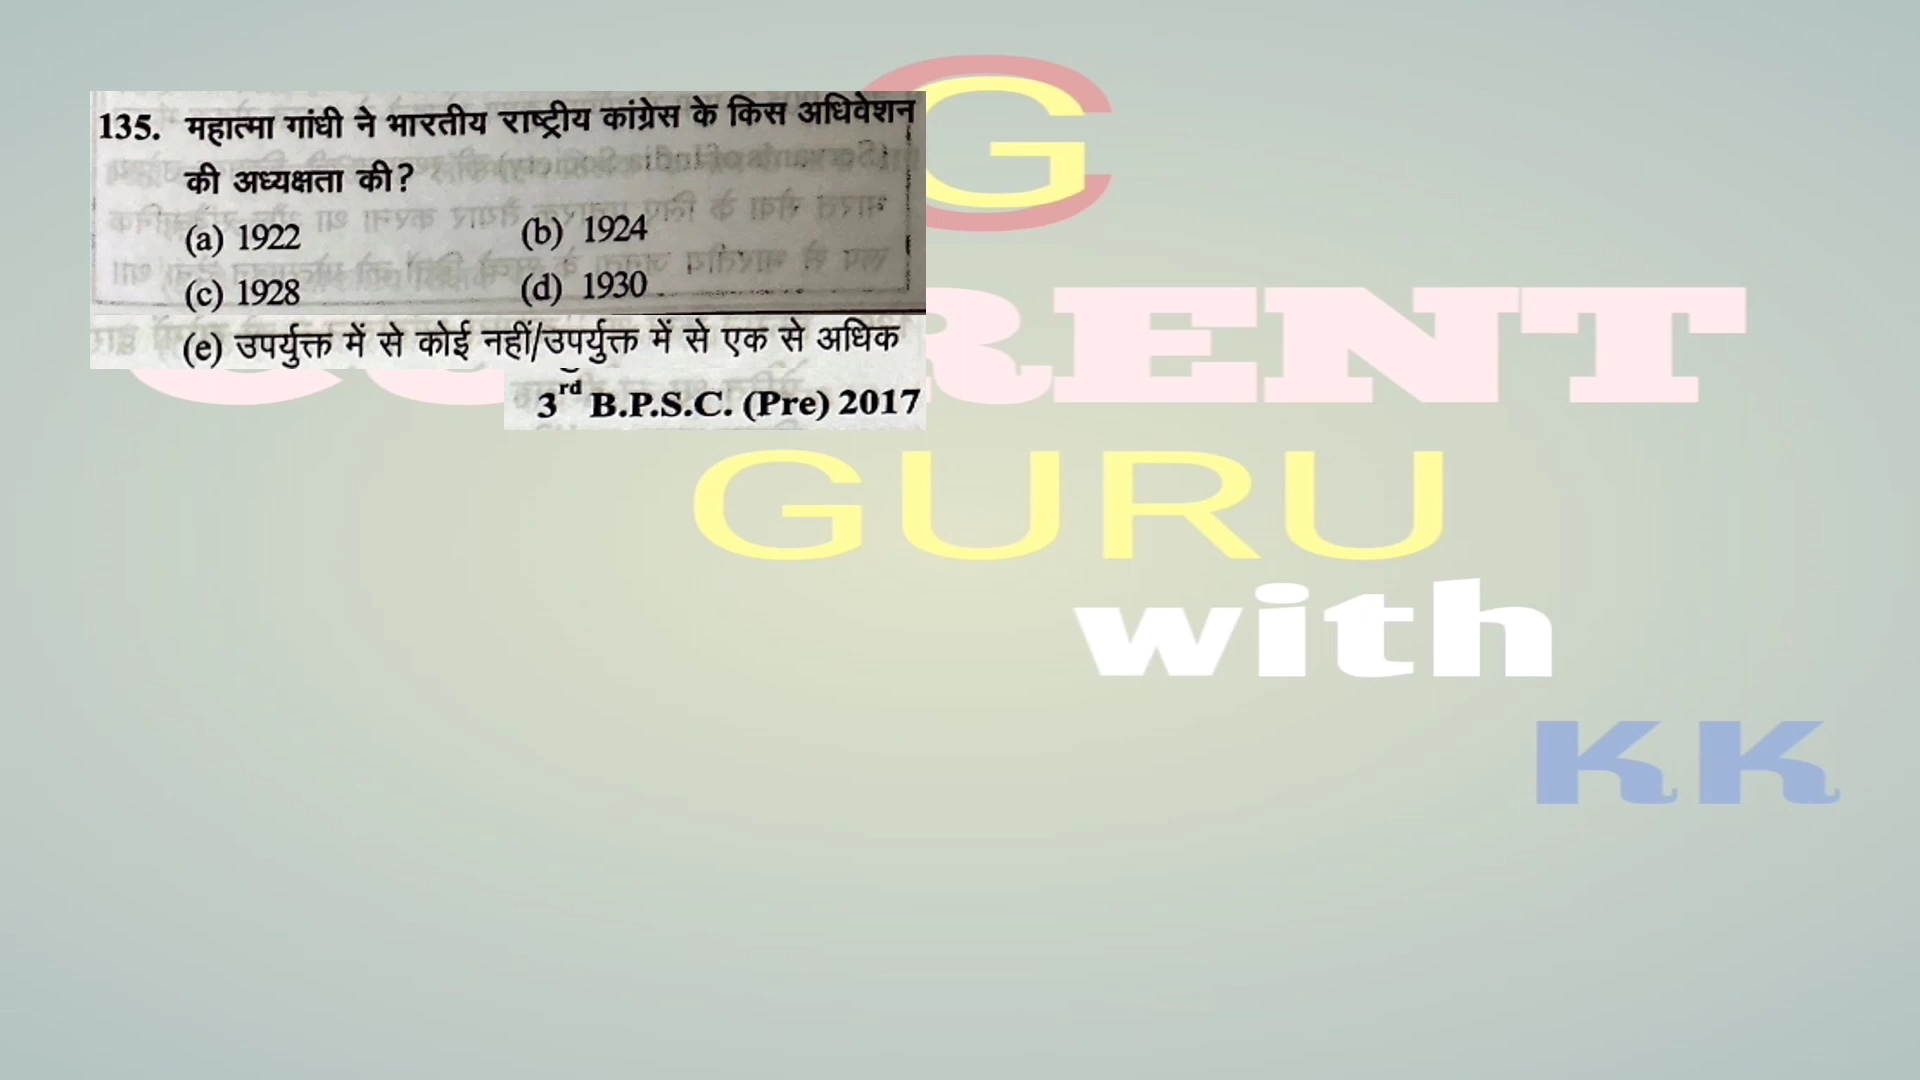 G
135. महात्मा गांधी ने भारतीय राष्ट्रीय कांग्रेस के किस अधिवेशन
की अध्यक्षता की?
(a) 1922 (b) 1924
(c) 1928 (d) 1930
(e) उपर्युक्त में से कोई नहीं/उपर्युक्त में से एक से अधिक
3rd B.P.S.C. (Pre) 2017
RENT
GURU
with
KK